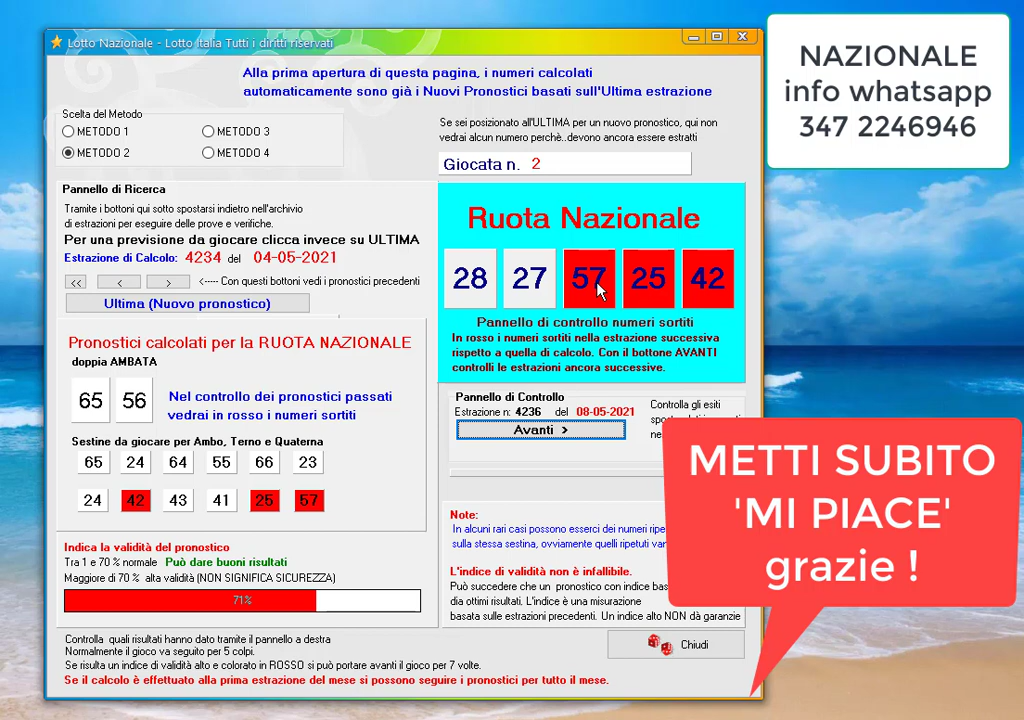 Lotto Nazionale - Lotto Italia Tutti i diritti riservati
NAZIONALE
info whatsapp
347 2246946
Alla prima apertura di questa pagina, i numeri calcolati
automaticamente sono già i Nuovi Pronostici basati sull'Ultima estrazione
Scelta del Metodo
METODO 1
METODO 3
METODO 2
METODO 4
Se sei posizionato all'ULTIMA per un nuovo pronostico, qui non
vedrai alcun numero perchè..devono ancora essere estratti
Giocata n. 2
Pannello di Ricerca
Tramite i bottoni qui sotto spostarsi indietro nell'archivio
di estrazioni per eseguire delle prove e verifiche.
Per una previsione da giocare clicca invece su ULTIMA
Estrazione di Calcolo: 4234 del 04-05-2021
<< < > <---- Con questi bottoni vedi i pronostici precedenti
Ultima (Nuovo pronostico)
Ruota Nazionale
28 27 57 25 42
Pannello di controllo numeri sortiti
In rosso i numeri sortiti nella estrazione successiva
rispetto a quella di calcolo. Con il bottone AVANTI
controlli le estrazioni ancora successive.
Pronostici calcolati per la RUOTA NAZIONALE
doppia AMBATA
65 56
Nel controllo dei pronostici passati
vedrai in rosso i numeri sortiti
Sestine da giocare per Ambo, Terno e Quaterna
65 24 64 55 66 23
24 42 43 41 25 57
Pannello di Controllo
Estrazione n: 4236 del 08-05-2021
Avanti >
Controlla gli esiti
METTI SUBITO
'MI PIACE'
grazie !
Indica la validità del pronostico
Tra 1 e 70 % normale Può dare buoni risultati
Maggiore di 70 % alta validità (NON SIGNIFICA SICUREZZA)
71%
Note:
In alcuni rari casi possono esserci dei numeri
sulla stessa sestina, ovviamente quelli ripetuti
L'indice di validità non è infallibile.
Può succedere che un pronostico con indice
dia ottimi risultati. L'indice è una misurazione
basata sulle estrazioni precedenti. Un indice alto NON dà garanzie
Controlla quali risultati hanno dato tramite il pannello a destra
Normalmente il gioco va seguito per 5 colpi.
Se risulta un indice di validità alto e colorato in ROSSO si può portare avanti il gioco per 7 volte.
Se il calcolo è effettuato alla prima estrazione del mese si possono seguire i pronostici per tutto il mese.
Chiudi